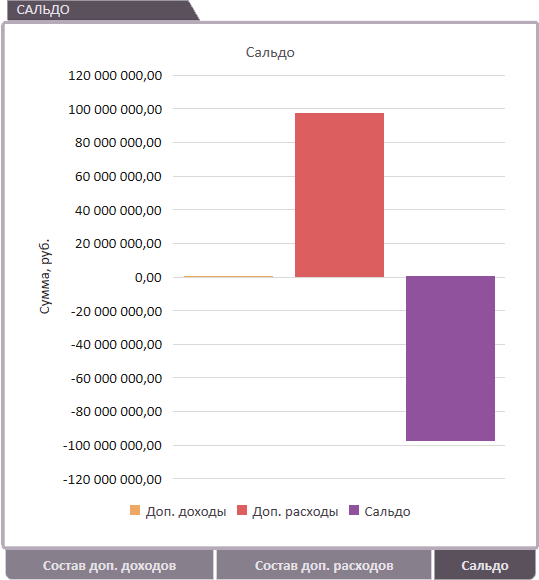 САЛЬДО
Сальдо
120 000 000,00
100 000 000,00
80 000 000,00
60 000 000,00
40 000 000,00
20 000 000,00
0,00
-20 000 000,00
-40 000 000,00
-60 000 000,00
-80 000 000,00
-100 000 000,00
-120 000 000,00
Сумма, руб.
Доп. доходы Доп. расходы Сальдо
Состав доп. доходов Состав доп. расходов Сальдо